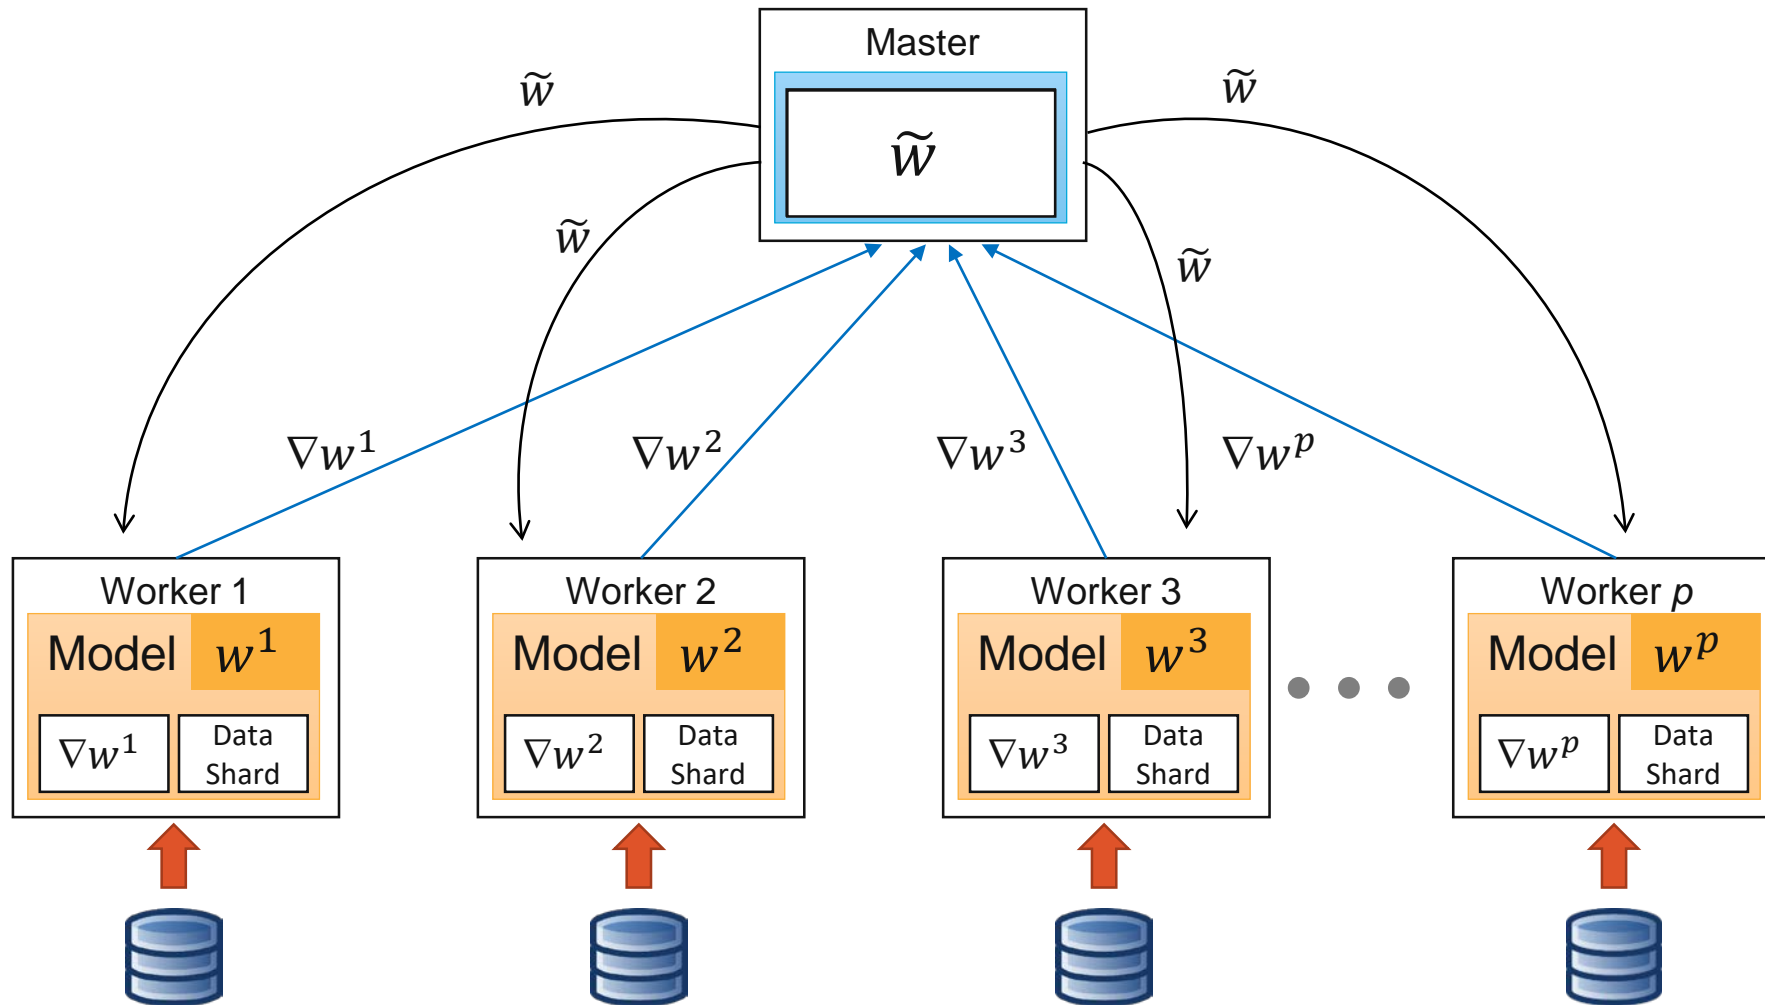 Master
w̃
w̃
w̃
w̃
w̃
∇w¹
∇w²
∇w³
∇wᵖ
Worker 1
Model w¹
∇w¹
Data
Shard
Worker 2
Model w²
∇w²
Data
Shard
Worker 3
Model w³
∇w³
Data
Shard
Worker p
Model wᵖ
∇wᵖ
Data
Shard